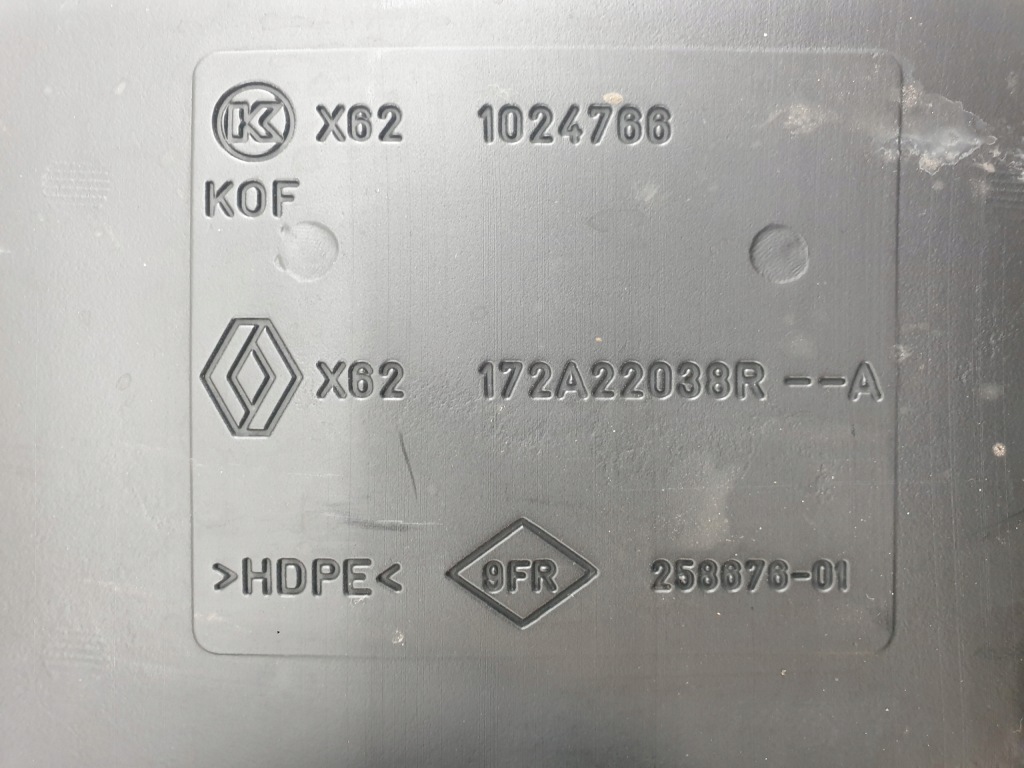 K X62 1024766
KOF
X62 172A22038R --A
>HDPE< 9FR 258676-01